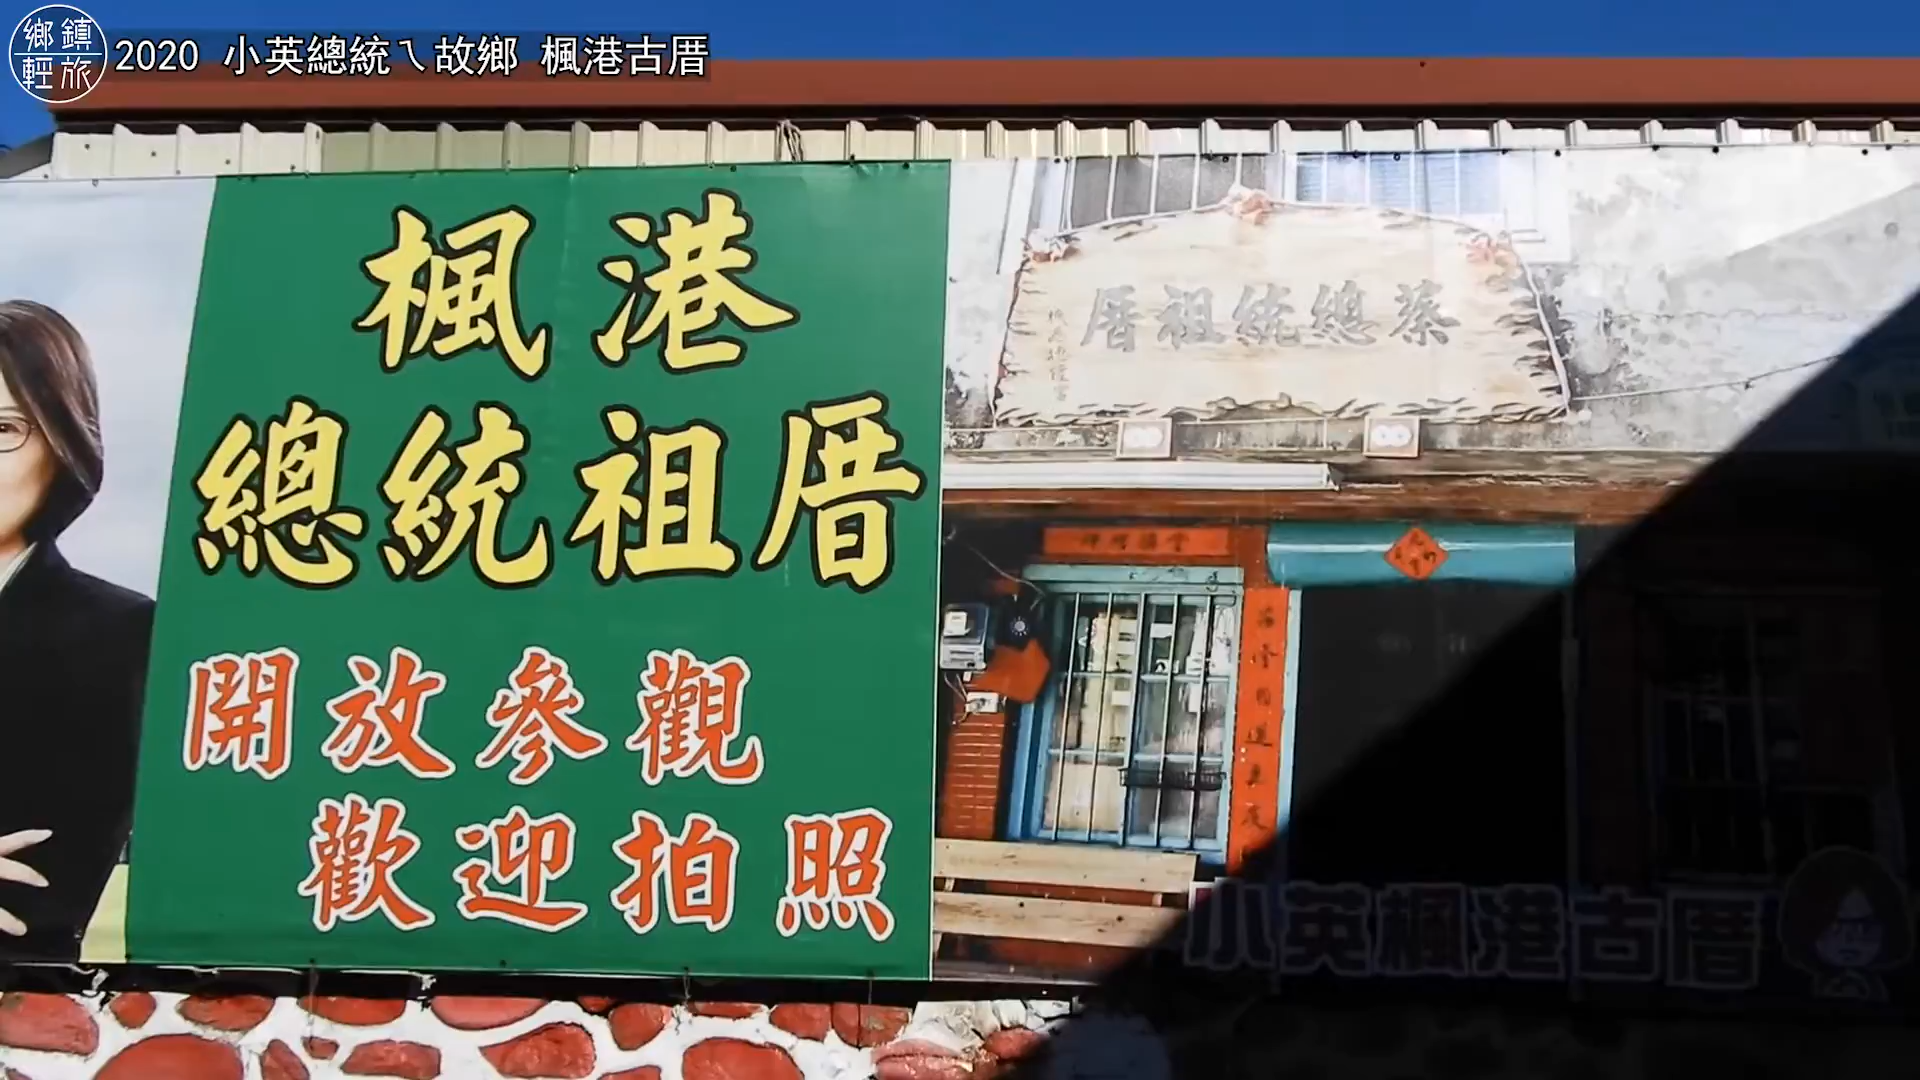 鄉鎮
輕旅
2020 小英總統ㄟ故鄉 楓港古厝
楓港
總統祖厝
開放參觀
歡迎拍照
蔡總統祖厝
小英楓港古厝